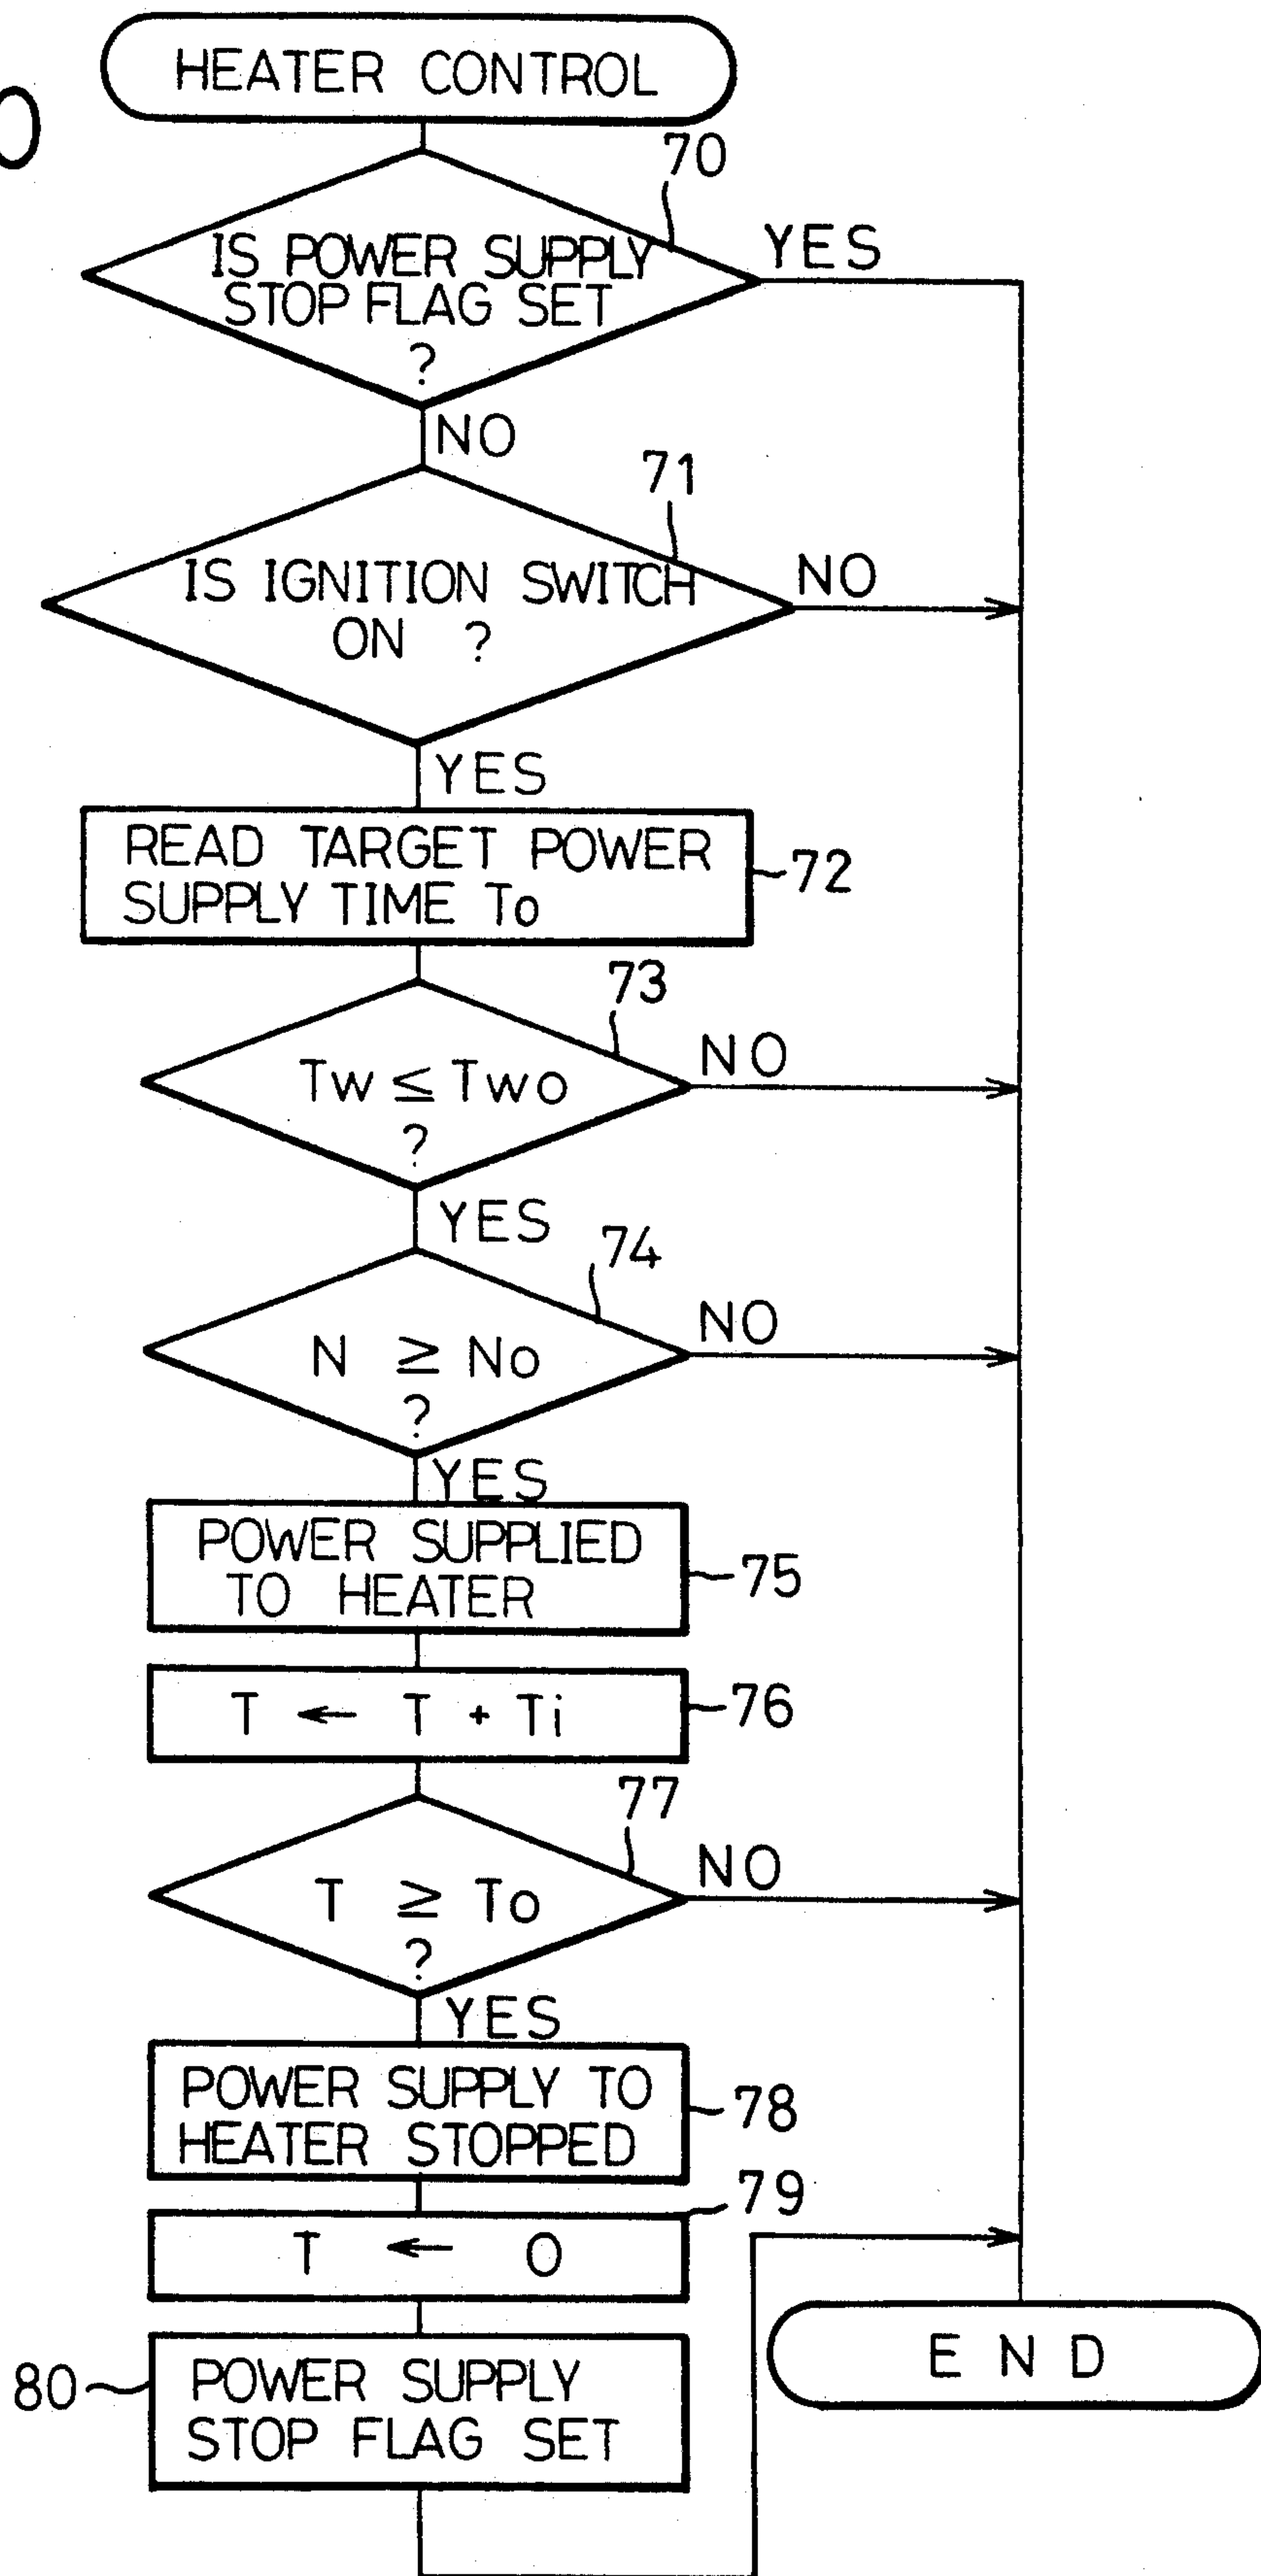 HEATER CONTROL
70
IS POWER SUPPLY
STOP FLAG SET
?
YES
NO
71
IS IGNITION SWITCH
ON ?
NO
YES
READ TARGET POWER
SUPPLY TIME To
72
73
Tw ≤ Two
?
NO
YES
74
N ≥ No
?
NO
YES
POWER SUPPLIED
TO HEATER
75
T ← T + Ti
76
77
T ≥ To
?
NO
YES
POWER SUPPLY TO
HEATER STOPPED
78
79
T ← 0
80
POWER SUPPLY
STOP FLAG SET
END